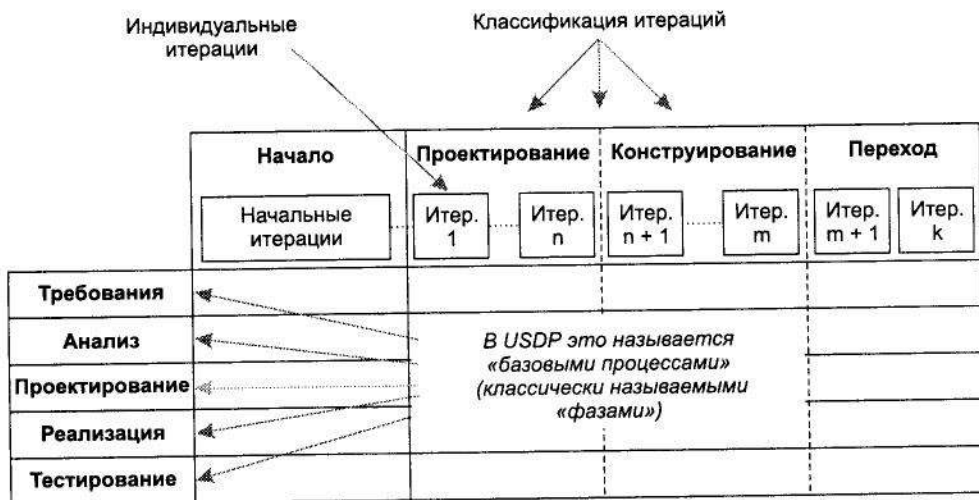 Индивидуальные
итерации
Классификация итераций
Начало
Проектирование
Конструирование
Переход
Начальные
итерации
Итер.
1
Итер.
n
Итер.
n + 1
Итер.
m
Итер.
m + 1
Итер.
k
Требования
Анализ
Проектирование
Реализация
Тестирование
В USDP это называется
«базовыми процессами»
(классически называемыми
«фазами»)